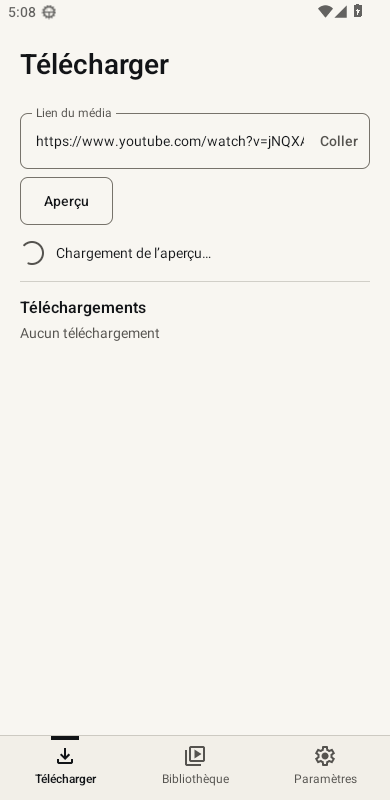 5:08
Télécharger
Lien du média
https://www.youtube.com/watch?v=jNQX
Coller
Aperçu
Chargement de l’aperçu…
Téléchargements
Aucun téléchargement
Télécharger
Bibliothèque
Paramètres